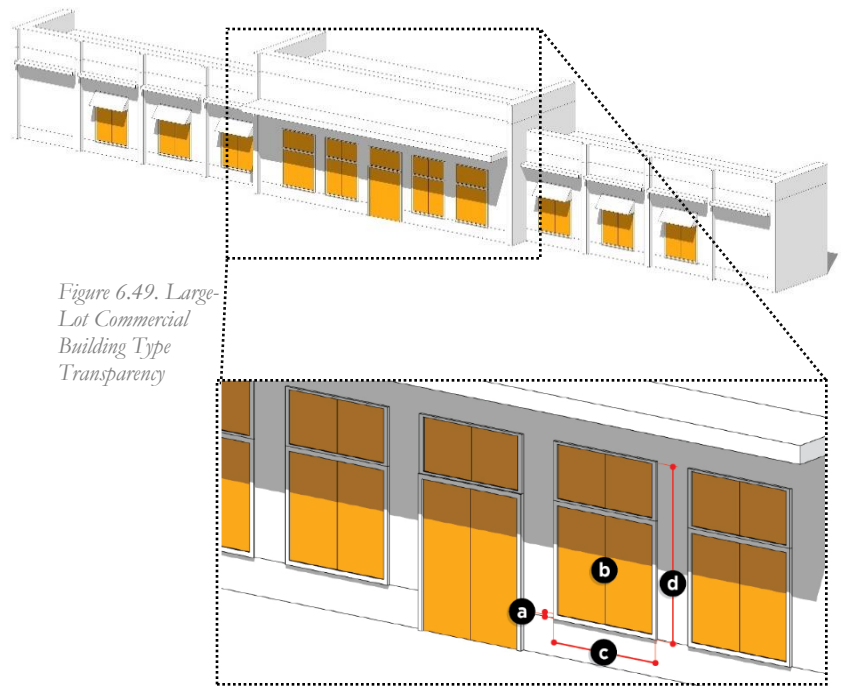 Figure 6.49. Large-
Lot Commercial
Building Type
Transparency
b
d
a
c